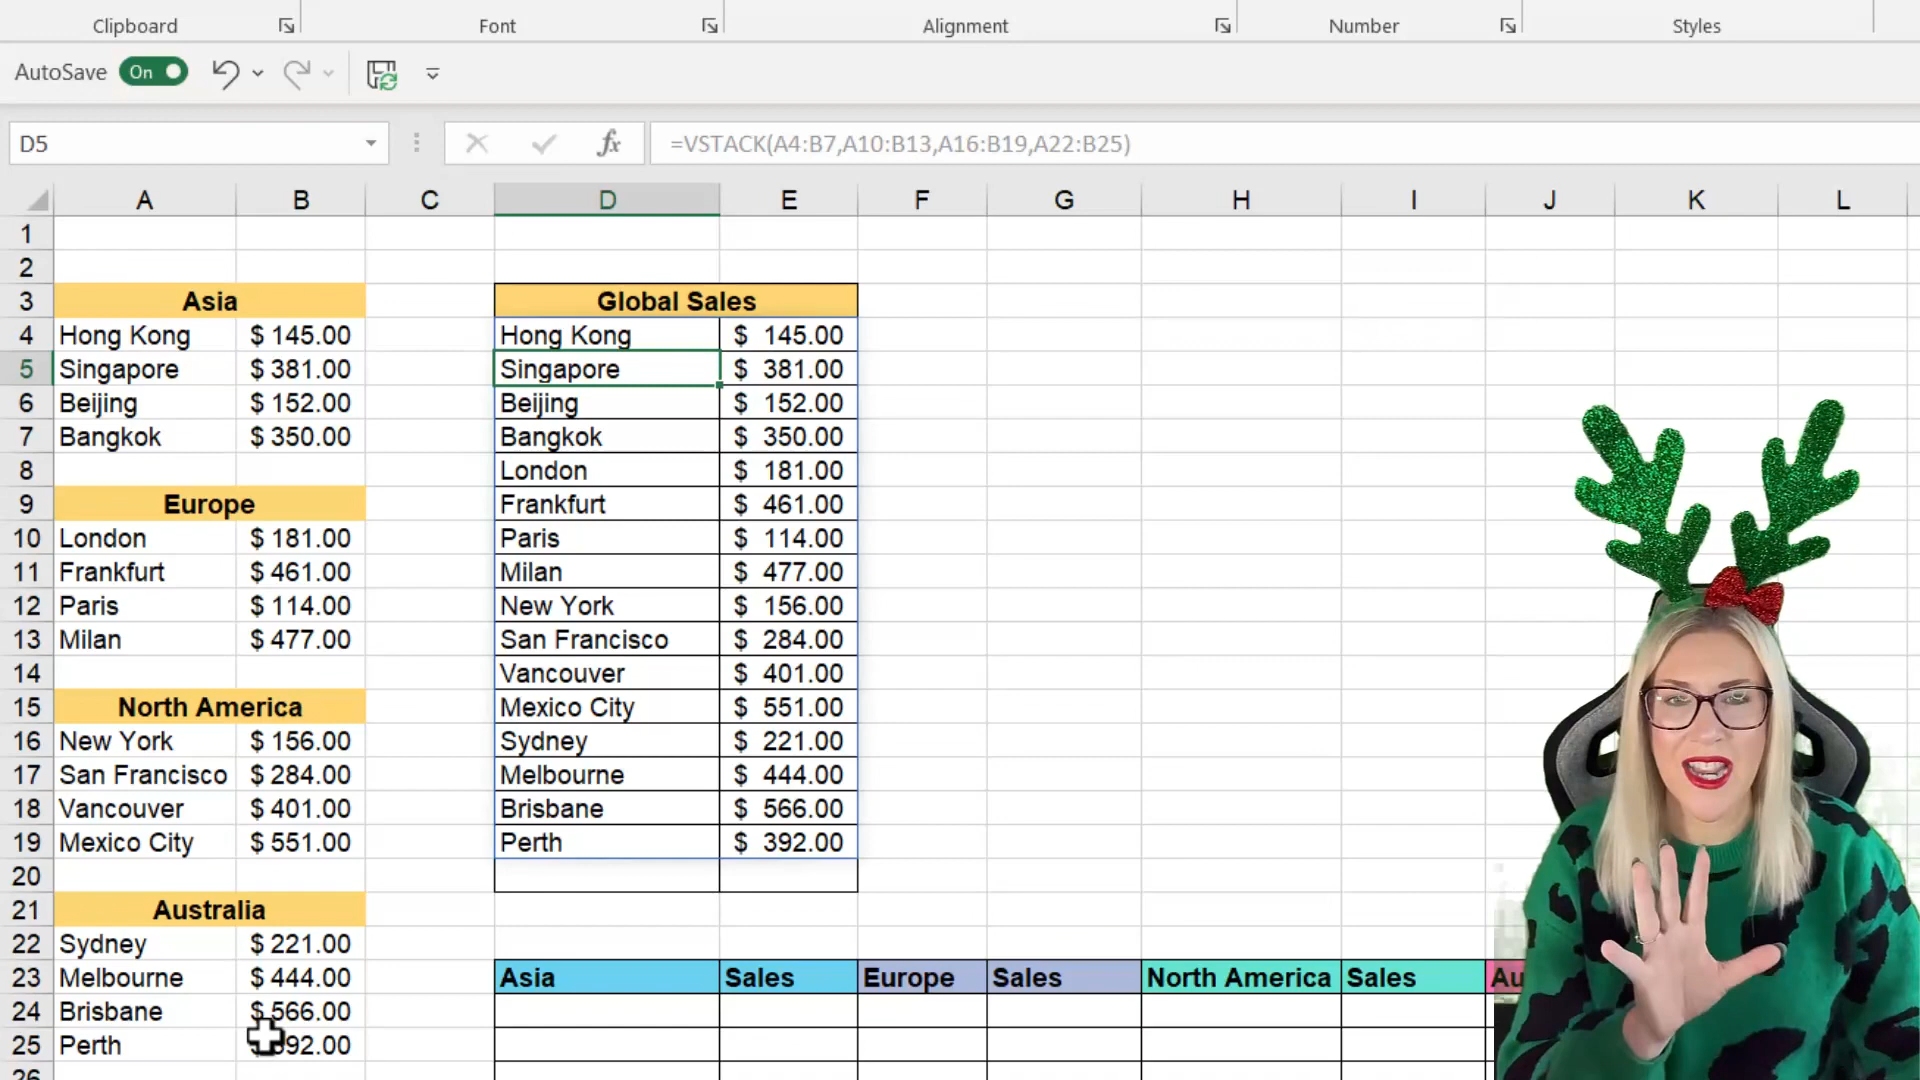 Clipboard Font Alignment Number Styles
AutoSave On
D5 fx =VSTACK(A4:B7,A10:B13,A16:B19,A22:B25)
A B C D E F G H I J K L
1
2
3 Asia Global Sales
4 Hong Kong $ 145.00 Hong Kong $ 145.00
5 Singapore $ 381.00 Singapore $ 381.00
6 Beijing $ 152.00 Beijing $ 152.00
7 Bangkok $ 350.00 Bangkok $ 350.00
8 London $ 181.00
9 Europe Frankfurt $ 461.00
10 London $ 181.00 Paris $ 114.00
11 Frankfurt $ 461.00 Milan $ 477.00
12 Paris $ 114.00 New York $ 156.00
13 Milan $ 477.00 San Francisco $ 284.00
14 Vancouver $ 401.00
15 North America Mexico City $ 551.00
16 New York $ 156.00 Sydney $ 221.00
17 San Francisco $ 284.00 Melbourne $ 444.00
18 Vancouver $ 401.00 Brisbane $ 566.00
19 Mexico City $ 551.00 Perth $ 392.00
20
21 Australia
22 Sydney $ 221.00
23 Melbourne $ 444.00 Asia Sales Europe Sales North America Sales Au
24 Brisbane $ 566.00
25 Perth 92.00
26